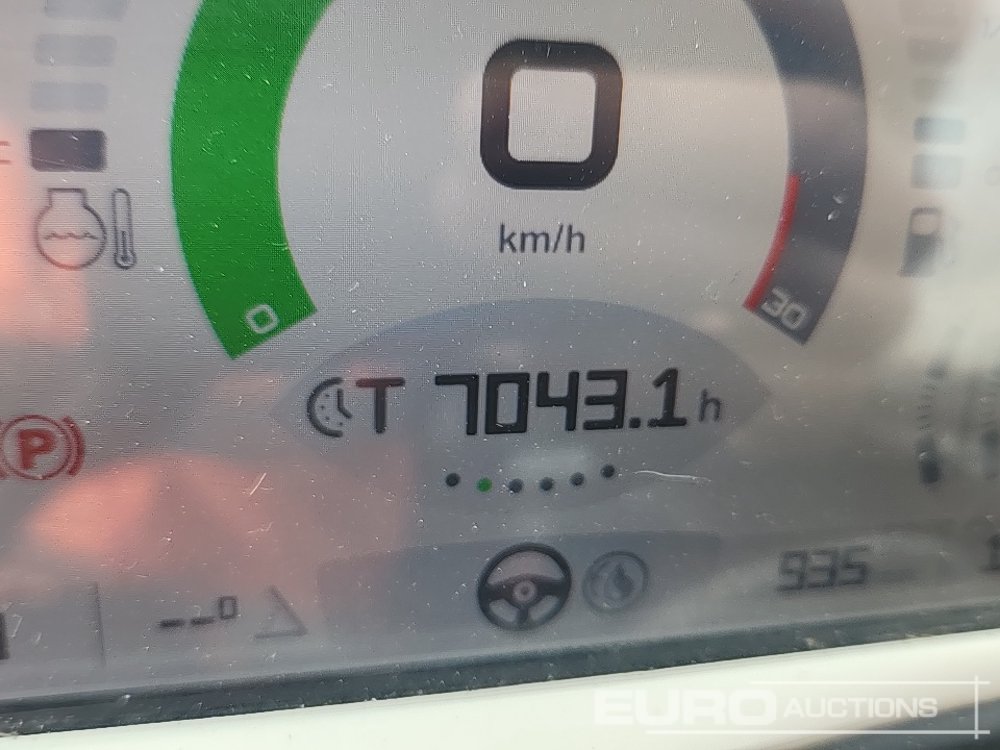 0
km/h
0
30
T 7043.1 h
P
--°
935
EURO AUCTIONS